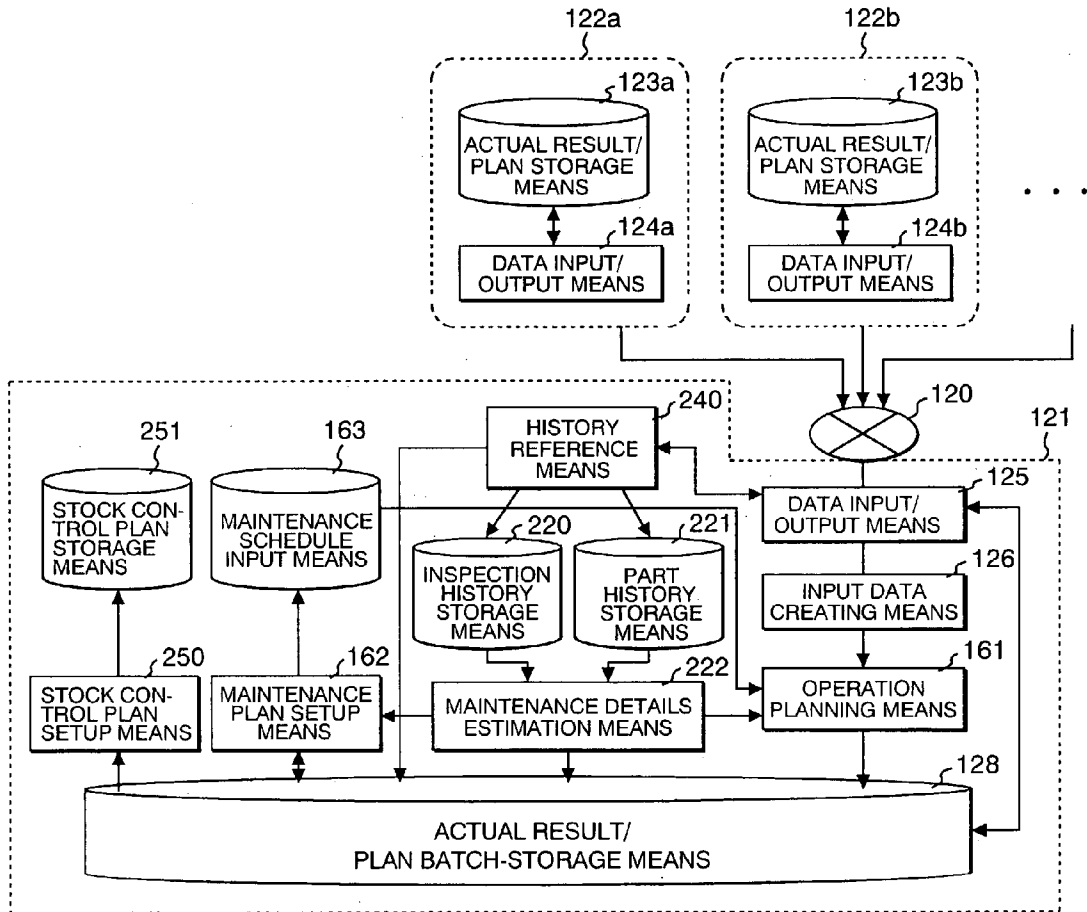 122a
122b
123a
ACTUAL RESULT/
PLAN STORAGE
MEANS
123b
ACTUAL RESULT/
PLAN STORAGE
MEANS
. . .
124a
DATA INPUT/
OUTPUT MEANS
124b
DATA INPUT/
OUTPUT MEANS
120
121
251
STOCK CON-
TROL PLAN
STORAGE
MEANS
163
MAINTENANCE
SCHEDULE
INPUT MEANS
240
HISTORY
REFERENCE
MEANS
125
DATA INPUT/
OUTPUT MEANS
220
INSPECTION
HISTORY
STORAGE
MEANS
221
PART
HISTORY
STORAGE
MEANS
126
INPUT DATA
CREATING MEANS
250
STOCK CON-
TROL PLAN
SETUP MEANS
162
MAINTENANCE
PLAN SETUP
MEANS
222
MAINTENANCE DETAILS
ESTIMATION MEANS
161
OPERATION
PLANNING MEANS
128
ACTUAL RESULT/
PLAN BATCH-STORAGE MEANS